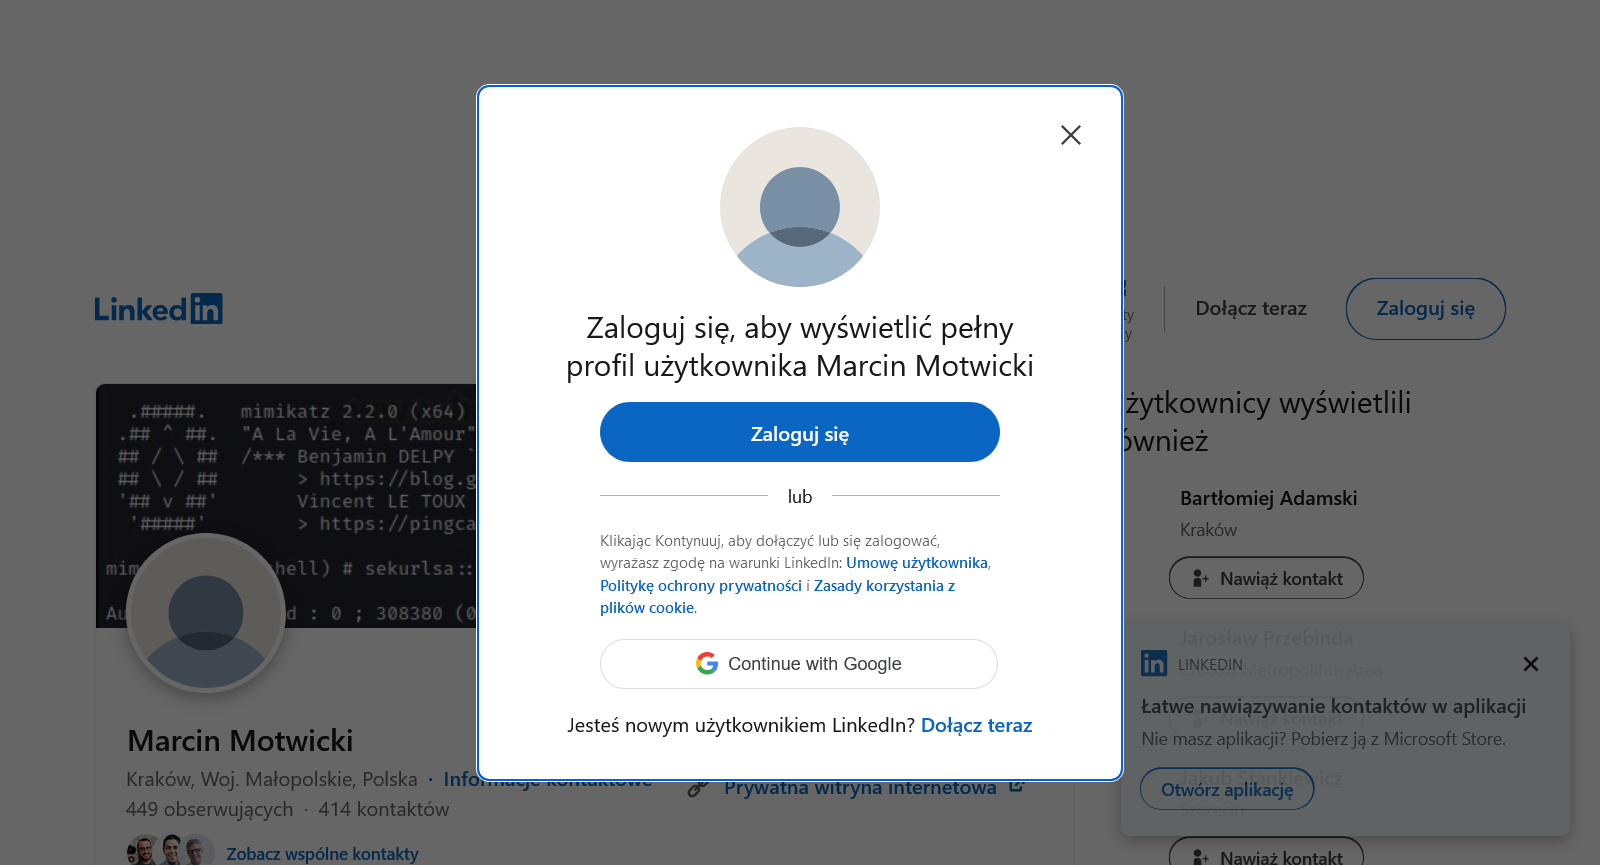 Zaloguj się, aby wyświetlić pełny
profil użytkownika Marcin Motwicki
Zaloguj się
lub
Klikając Kontynuuj, aby dołączyć lub się zalogować,
wyrażasz zgodę na warunki LinkedIn: Umowę użytkownika,
Politykę ochrony prywatności i Zasady korzystania z
plików cookie.
Continue with Google
Jesteś nowym użytkownikiem LinkedIn? Dołącz teraz
LinkedIn
Dołącz teraz
Zaloguj się
.#####. mimikatz 2.2.0 (x64)
.## ^ ##. "A La Vie, A L'Amour"
## / \ ## /*** Benjamin DELPY `
## \ / ## > https://blog.g
'## v ##' Vincent LE TOUX
'#####' > https://pingca
hell) # sekurlsa::
d : 0 ; 308380 (0
Marcin Motwicki
Kraków, Woj. Małopolskie, Polska · Informacje kontaktowe
449 obserwujących · 414 kontaktów
Zobacz wspólne kontakty
Prywatna witryna internetowa
żytkownicy wyświetlili
ównież
Bartłomiej Adamski
Kraków
Nawiąż kontakt
Jarosław Przebinda
Metropolitan Area
Nawiąż kontakt
in LINKEDIN
Łatwe nawiązywanie kontaktów w aplikacji
Nie masz aplikacji? Pobierz ją z Microsoft Store.
Otwórz aplikację
Jakub Stankiewicz
Szczecin
Nawiąż kontakt